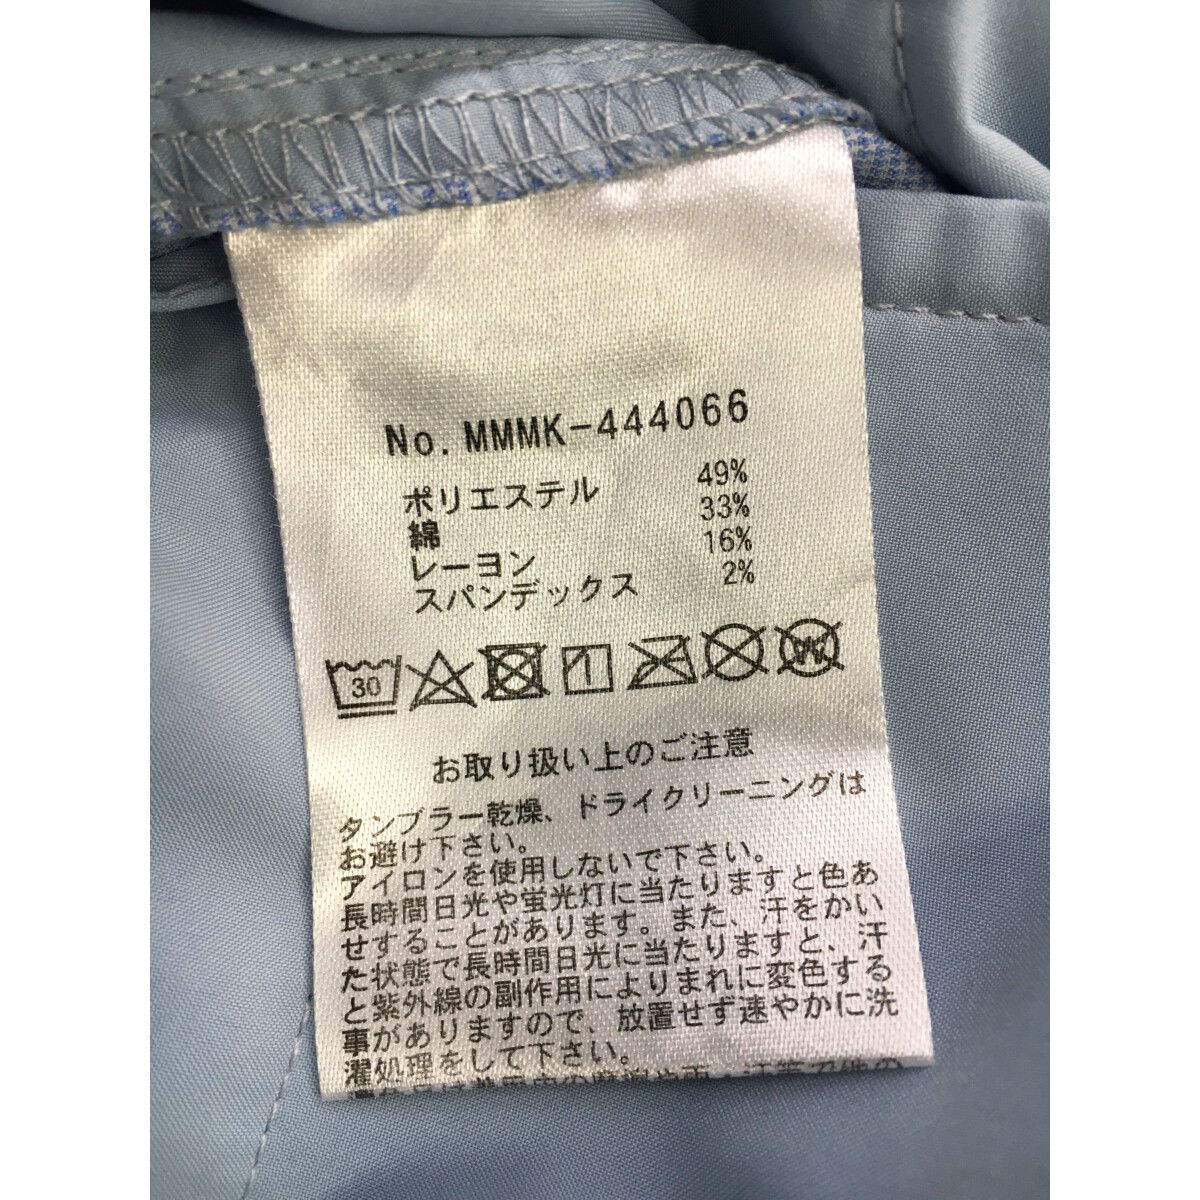 No. MMMK-444066
ポリエステル 49%
綿 33%
レーヨン 16%
スパンデックス 2%
30
W
お取り扱い上のご注意
タンブラー乾燥、ドライクリーニングは
お避け下さい。
アイロンを使用しないで下さい。
長時間日光や蛍光灯に当たりますと色あ
せすることがあります。また、汗をかい
た状態で長時間日光に当たりますと、汗
と紫外線の副作用によりまれに変色する
事がありますので、放置せず速やかに洗
濯処理をして下さい。